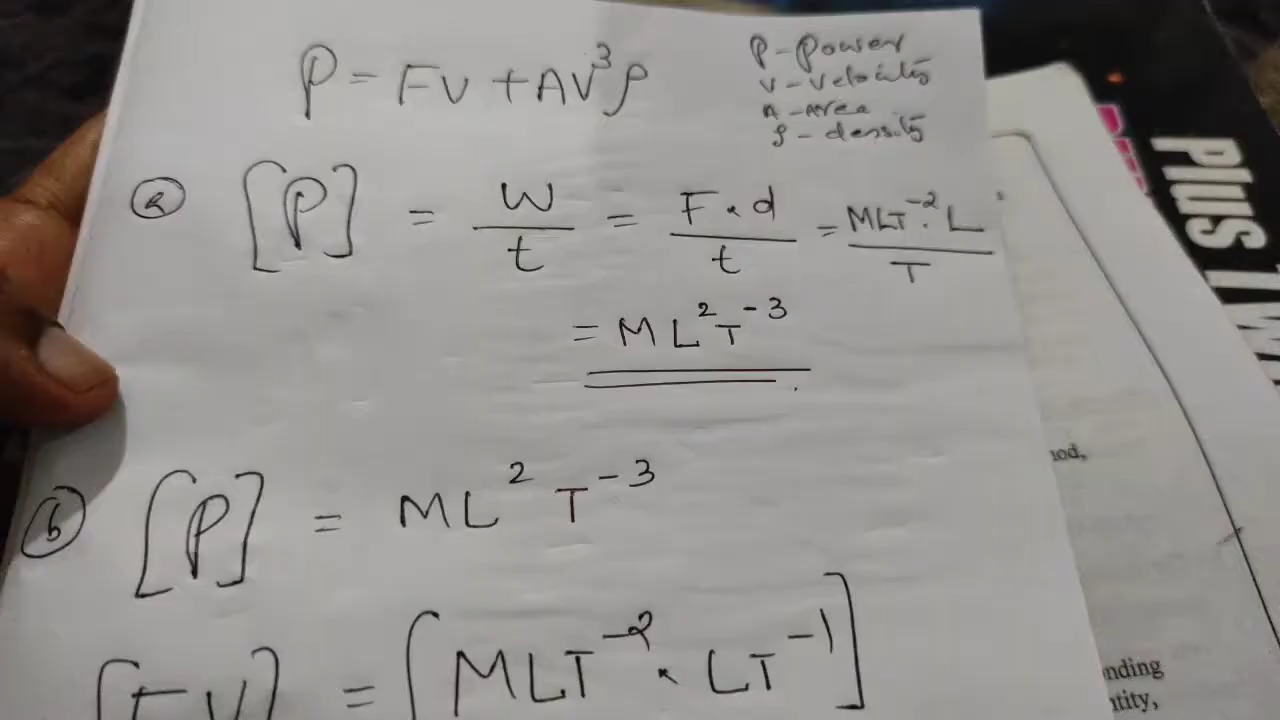 P = FV + AV³ρ
P - Power
V - Velocity
A - Area
ρ - density
(a) [P] = W/t = F × d/t = MLT⁻² · L/T
= ML²T⁻³
(b) [P] = ML²T⁻³
[FV] = [MLT⁻² × LT⁻¹]
PLUS TW
nding
ntity,